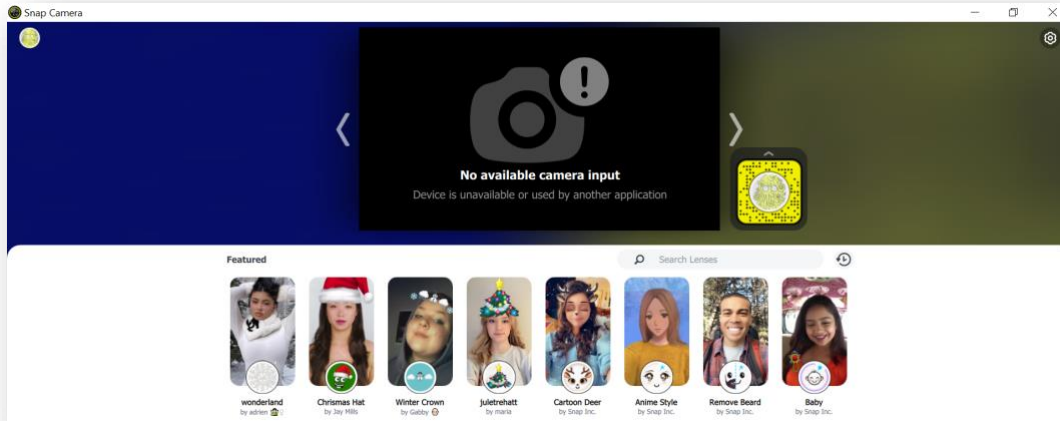 Snap Camera
No available camera input
Device is unavailable or used by another application
Featured
Search Lenses
wonderland
by adrien
Chrismas Hat
by Jay Mills
Winter Crown
by Gabby
juletrehatt
by maria
Cartoon Deer
by Snap Inc.
Anime Style
by Snap Inc.
Remove Beard
by Snap Inc.
Baby
by Snap Inc.